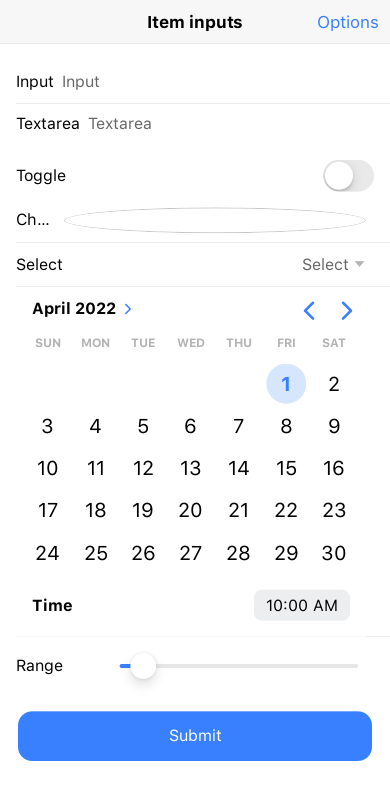 Item inputs Options
Input Input
Textarea Textarea
Toggle
Ch...
Select Select
April 2022
SUN MON TUE WED THU FRI SAT
1 2
3 4 5 6 7 8 9
10 11 12 13 14 15 16
17 18 19 20 21 22 23
24 25 26 27 28 29 30
Time 10:00 AM
Range
Submit